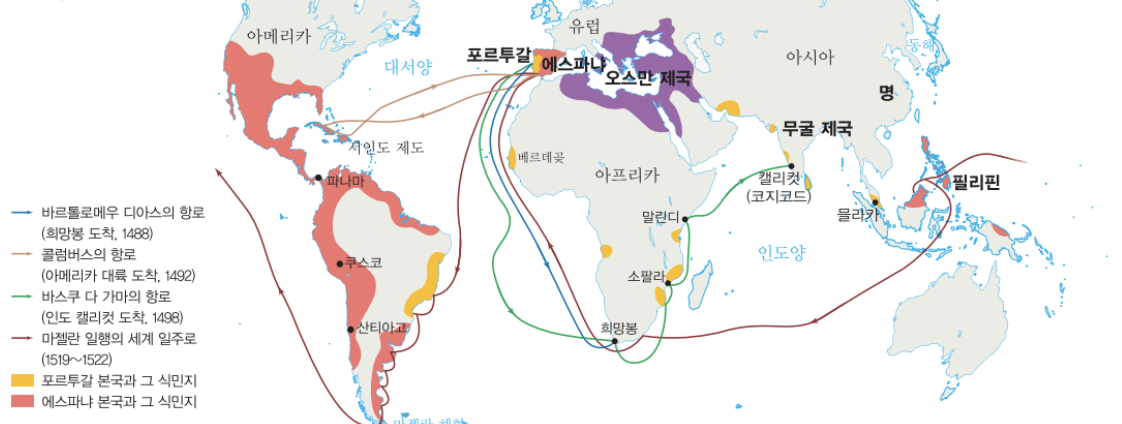 아메리카
유럽
포르투갈
에스파냐
대서양
오스만 제국
아시아
동해
명
무굴 제국
서인도 제도
베르데곶
아프리카
파나마
캘리컷
(코지코드)
필리핀
믈라카
말린디
인도양
쿠스코
소팔라
산티아고
희망봉
마젤란 해협
바르톨로메우 디아스의 항로
(희망봉 도착, 1488)
콜럼버스의 항로
(아메리카 대륙 도착, 1492)
바스쿠 다 가마의 항로
(인도 캘리컷 도착, 1498)
마젤란 일행의 세계 일주로
(1519～1522)
포르투갈 본국과 그 식민지
에스파냐 본국과 그 식민지